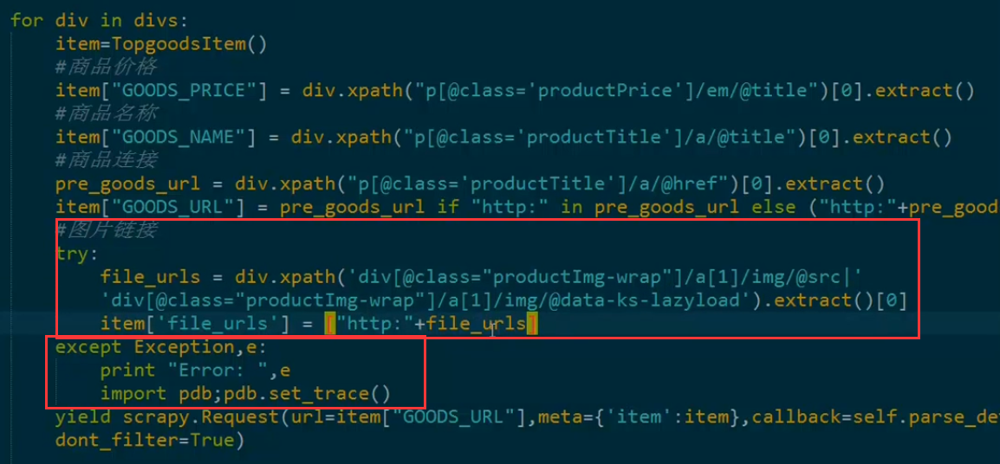 for div in divs:
item=TopgoodsItem()
#商品价格
item["GOODS_PRICE"] = div.xpath("p[@class='productPrice']/em/@title")[0].extract()
#商品名称
item["GOODS_NAME"] = div.xpath("p[@class='productTitle']/a/@title")[0].extract()
#商品连接
pre_goods_url = div.xpath("p[@class='productTitle']/a/@href")[0].extract()
item["GOODS_URL"] = pre_goods_url if "http:" in pre_goods_url else ("http:"+pre_good
#图片链接
try:
file_urls = div.xpath('div[@class="productImg-wrap"]/a[1]/img/@src|'
'div[@class="productImg-wrap"]/a[1]/img/@data-ks-lazyload').extract()[0]
item['file_urls'] = ["http:"+file_urls]
except Exception,e:
print "Error: ",e
import pdb;pdb.set_trace()
yield scrapy.Request(url=item["GOODS_URL"],meta={'item':item},callback=self.parse_de
dont_filter=True)